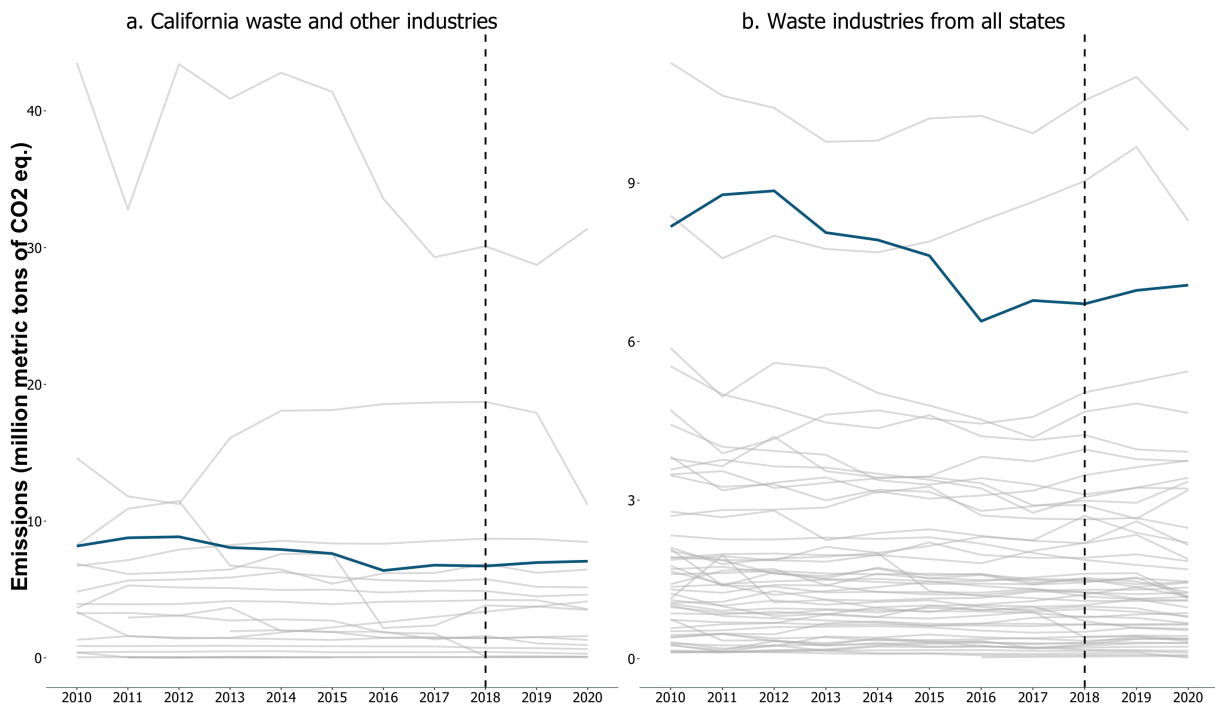 a. California waste and other industries
b. Waste industries from all states
Emissions (million metric tons of CO2 eq.)
40
30
20
10
0
2010 2011 2012 2013 2014 2015 2016 2017 2018 2019 2020
9
6
3
0
2010 2011 2012 2013 2014 2015 2016 2017 2018 2019 2020